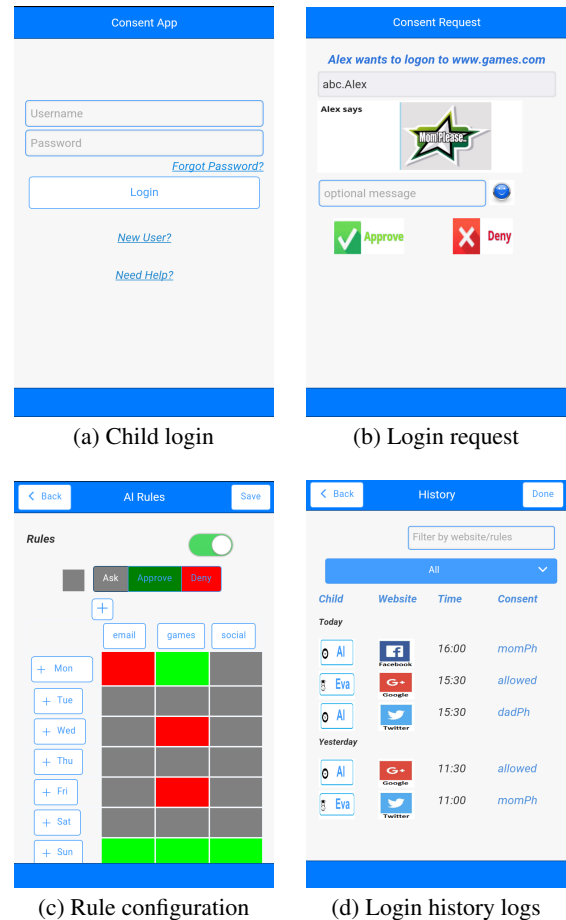 Consent App
Username
Password
Forgot Password?
Login
New User?
Need Help?
(a) Child login
Consent Request
Alex wants to logon to www.games.com
abc.Alex
Alex says
Mom Please..
optional message
Approve Deny
(b) Login request
Back AI Rules Save
Rules
Ask Approve Deny
+
email games social
+ Mon
+ Tue
+ Wed
+ Thu
+ Fri
+ Sat
+ Sun
(c) Rule configuration
Back History Done
Filter by website/rules
All
Child Website Time Consent
Today
Al Facebook 16:00 momPh
Eva G+ Google 15:30 allowed
Al Twitter 15:30 dadPh
Yesterday
Al G+ Google 11:30 allowed
Eva Twitter 11:00 momPh
(d) Login history logs